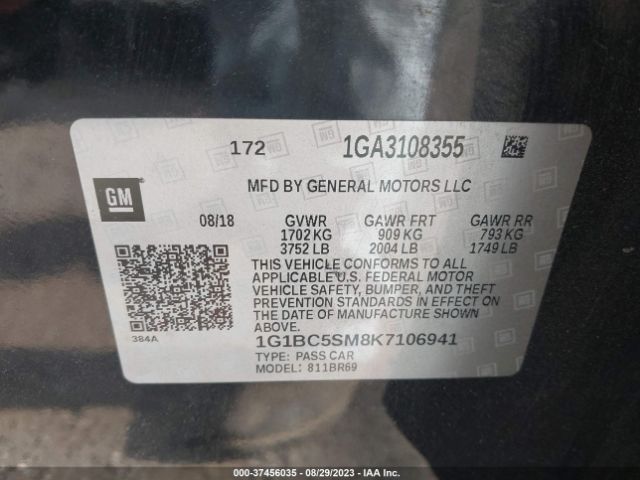 172 1GA3108355
MFD BY GENERAL MOTORS LLC
GM
08/18 GVWR GAWR FRT GAWR RR
1702 KG 909 KG 793 KG
3752 LB 2004 LB 1749 LB
THIS VEHICLE CONFORMS TO ALL
APPLICABLE U.S. FEDERAL MOTOR
VEHICLE SAFETY, BUMPER, AND THEFT
PREVENTION STANDARDS IN EFFECT ON
THE DATE OF MANUFACTURE SHOWN
ABOVE.
384A 1G1BC5SM8K7106941
TYPE: PASS CAR
MODEL: 811BR69
000-37456035 - 08/29/2023 - IAA Inc.